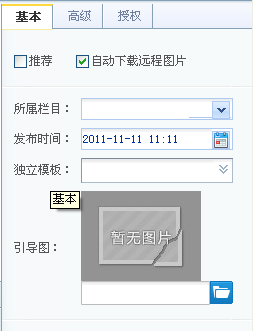 基本 高级 授权
推荐 自动下载远程图片
所属栏目：
发布时间： 2011-11-11 11:11
独立模板：
基本
暂无图片
引导图：